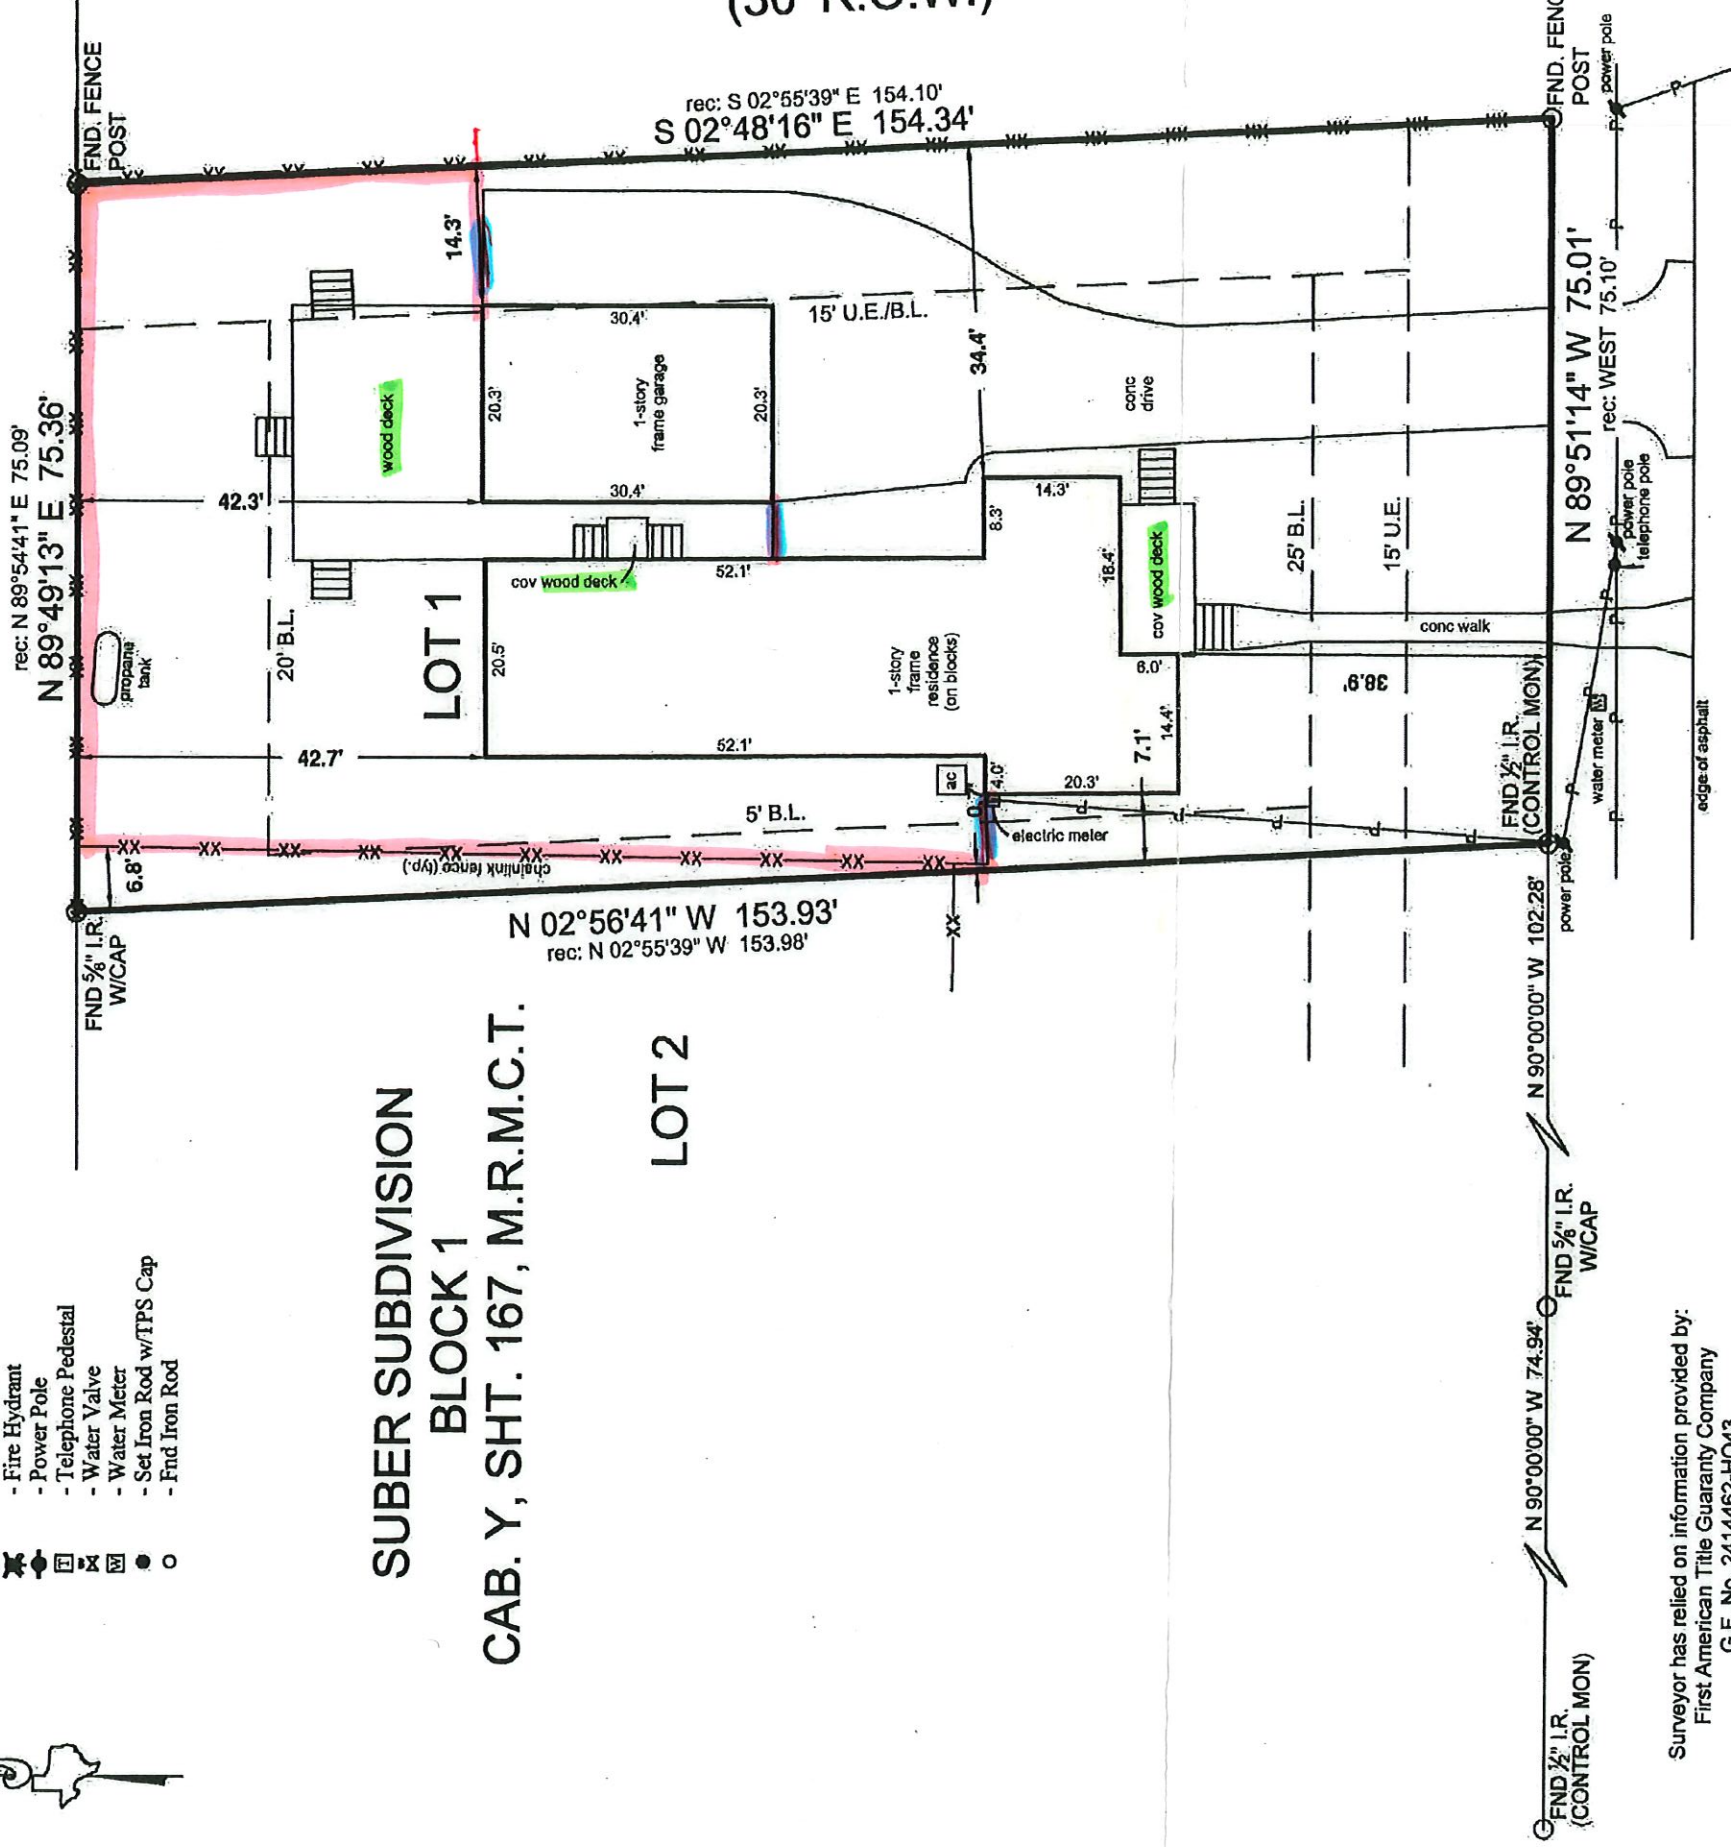 (30' R.O.W.)
FND. FENCE
POST
rec: S 02°55'39" E 154.10'
S 02°48'16" E 154.34'
FND. FENC
POST
power pole
14.3'
rec: N 89°54'41" E 75.09'
N 89°49'13" E 75.36'
wood deck
42.3'
20.3'
30.4'
1-story
frame garage
30.4'
20.3'
15' U.E./B.L.
34.4'
conc
drive
N 89°51'14" W 75.01'
rec: WEST 75.10'
power pole
telephone pole
25' B.L.
15' U.E.
14.3'
8.3'
18.4'
cov wood deck
cov wood deck
52.1'
propane
tank
20' B.L.
LOT 1
20.5'
1-story
frame
residence
(on blocks)
6.0'
38.9'
conc walk
42.7'
52.1'
ac
4.0'
20.3'
14.4'
7.1'
FND ½" I.R.
(CONTROL MON)
water meter
W
edge of asphalt
5' B.L.
electric meter
6.8'
chainlink fence (typ.)
power pole
FND ⅝" I.R.
W/CAP
N 02°56'41" W 153.93'
rec: N 02°55'39" W 153.98'
N 90°00'00" W 102.28'
LOT 2
SUBER SUBDIVISION
BLOCK 1
CAB. Y, SHT. 167, M.R.M.C.T.
- Fire Hydrant
- Power Pole
T - Telephone Pedestal
- Water Valve
W - Water Meter
- Set Iron Rod w/TPS Cap
- Fnd Iron Rod
FND ⅝" I.R.
W/CAP
N 90°00'00" W 74.94'
FND ½" I.R.
(CONTROL MON)
Surveyor has relied on information provided by:
First American Title Guaranty Company
G.F. No. 2414462-HO43